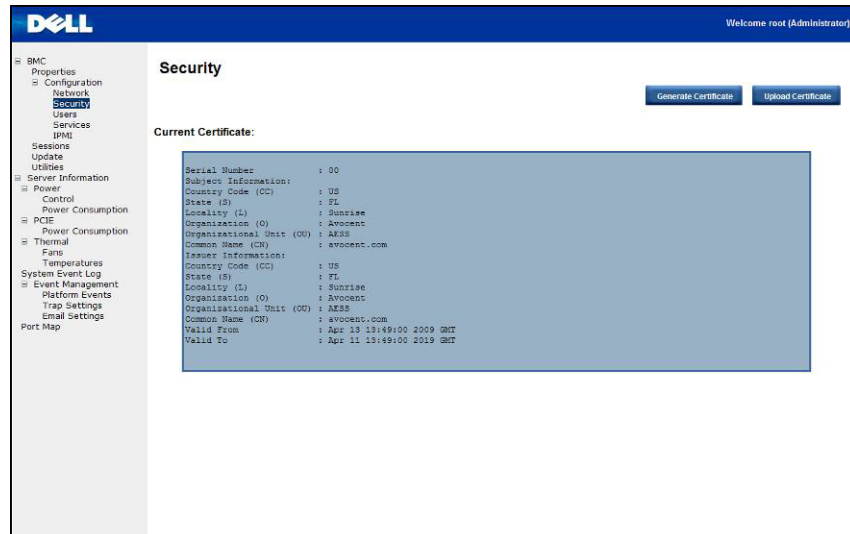 DELL
Welcome root (Administrator)
BMC
Properties
Configuration
Network
Security
Users
Services
IPMI
Sessions
Update
Utilities
Server Information
Power
Control
Power Consumption
PCIE
Power Consumption
Thermal
Fans
Temperatures
System Event Log
Event Management
Platform Events
Trap Settings
Email Settings
Port Map
Security
Generate Certificate
Upload Certificate
Current Certificate:
Serial Number : 00
Subject Information:
Country Code (CC) : US
State (S) : FL
Locality (L) : Sunrise
Organization (O) : Avocent
Organizational Unit (OU) : AESS
Common Name (CN) : avocent.com
Issuer Information:
Country Code (CC) : US
State (S) : FL
Locality (L) : Sunrise
Organization (O) : Avocent
Organizational Unit (OU) : AESS
Common Name (CN) : avocent.com
Valid From : Apr 13 13:49:00 2009 GMT
Valid To : Apr 11 13:49:00 2019 GMT